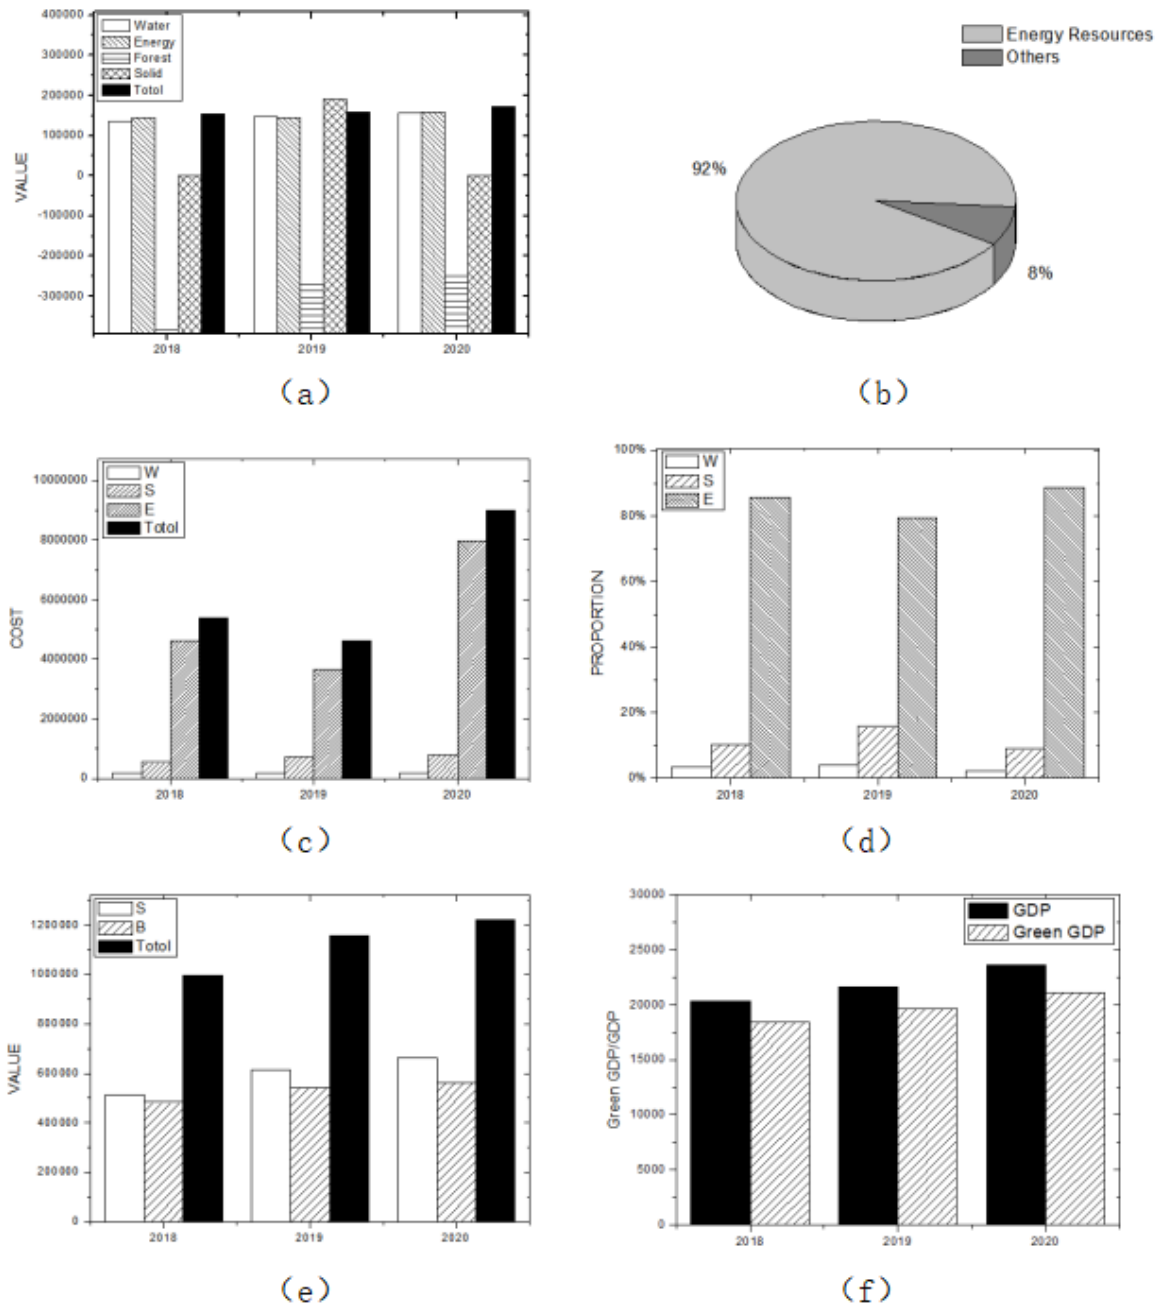 400000
300000
200000
100000
0
-100000
-200000
-300000
VALUE
Water
Energy
Forest
Solid
Totol
2018
2019
2020
(a)
Energy Resources
Others
92%
8%
(b)
10000000
8000000
6000000
4000000
2000000
0
COST
W
S
E
Totol
2018
2019
2020
(c)
100%
80%
60%
40%
20%
0%
PROPORTION
W
S
E
2018
2019
2020
(d)
1200000
1000000
800000
600000
400000
200000
0
VALUE
S
B
Totol
2018
2019
2020
(e)
30000
25000
20000
15000
10000
5000
0
Green GDP/GDP
GDP
Green GDP
2018
2019
2020
(f)